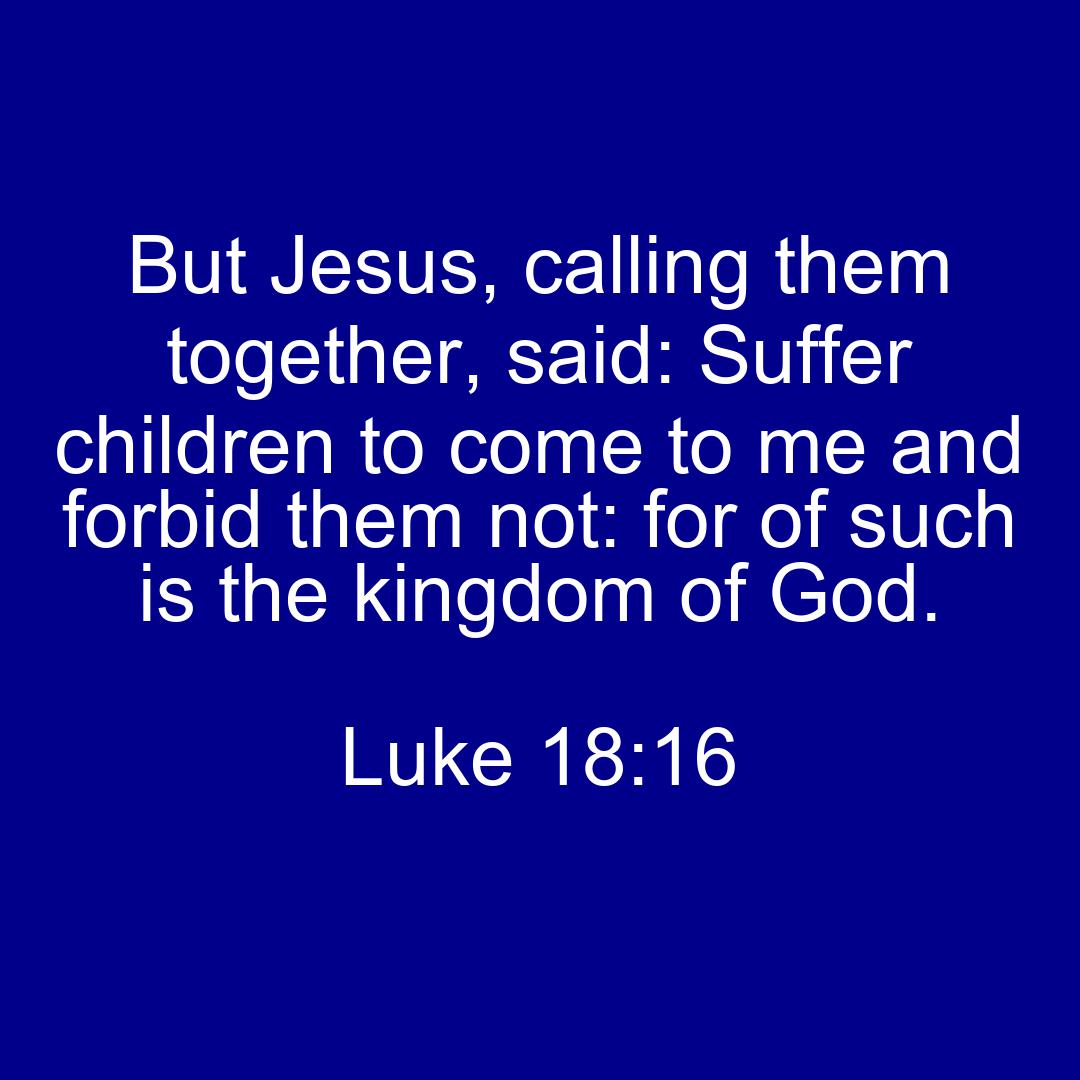 But Jesus, calling them
together, said: Suffer
children to come to me and
forbid them not: for of such
is the kingdom of God.
Luke 18:16